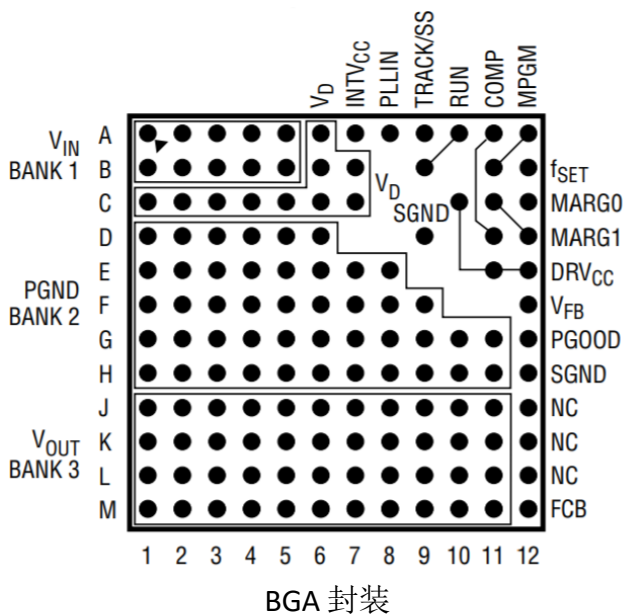 V_D
INTV_CC
PLLIN
TRACK/SS
RUN
COMP
MPGM
V_IN
BANK 1
A
B
f_SET
C
V_D
SGND
MARG0
D
MARG1
PGND
BANK 2
E
DRV_CC
F
V_FB
G
PGOOD
H
SGND
V_OUT
BANK 3
J
NC
K
NC
L
NC
M
FCB
1 2 3 4 5 6 7 8 9 10 11 12
BGA 封装